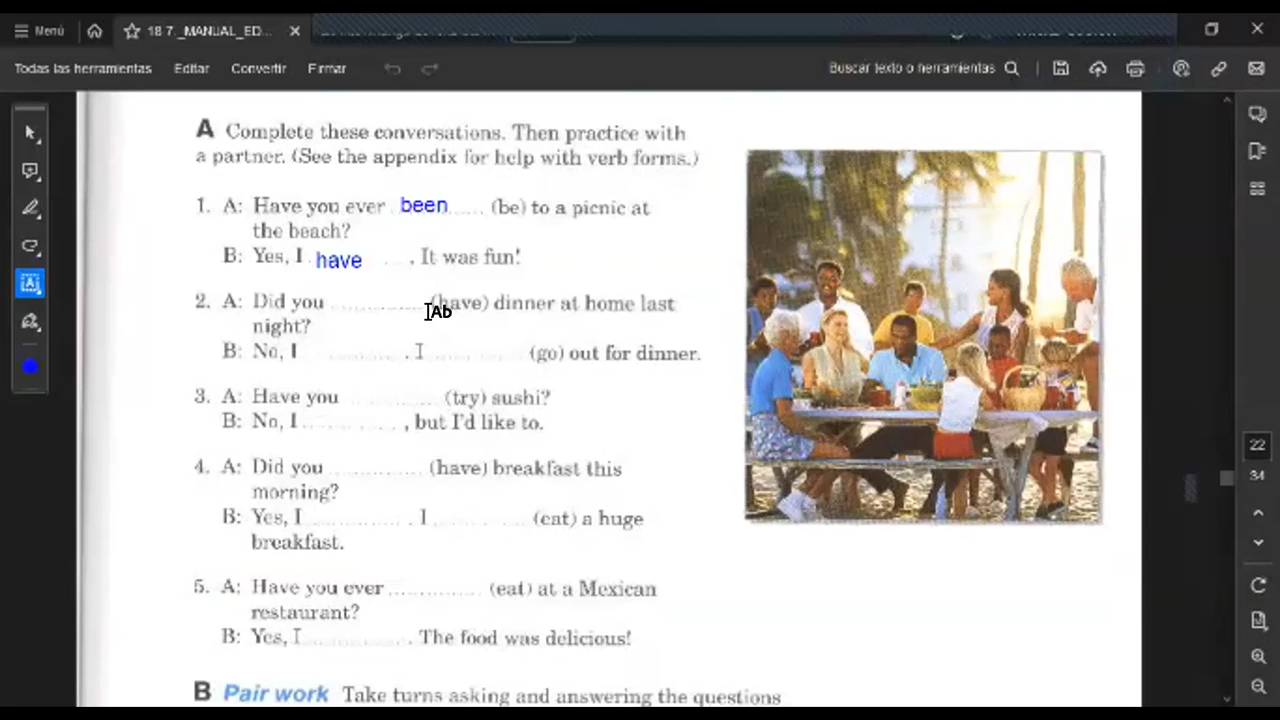 Menú
18 7._MANUAL_ED...
Todas las herramientas Editar Convertir Firmar
Buscar texto o herramientas
A Complete these conversations. Then practice with
a partner. (See the appendix for help with verb forms.)
1. A: Have you ever been (be) to a picnic at
the beach?
B: Yes, I have . It was fun!
2. A: Did you ............ (have) dinner at home last
night?
B: No, I ............ . I ............ (go) out for dinner.
3. A: Have you ............ (try) sushi?
B: No, I ............ , but I'd like to.
4. A: Did you ............ (have) breakfast this
morning?
B: Yes, I ............ . I ............ (eat) a huge
breakfast.
5. A: Have you ever ............ (eat) at a Mexican
restaurant?
B: Yes, I ............ . The food was delicious!
B Pair work Take turns asking and answering the questions
Ab
22
34